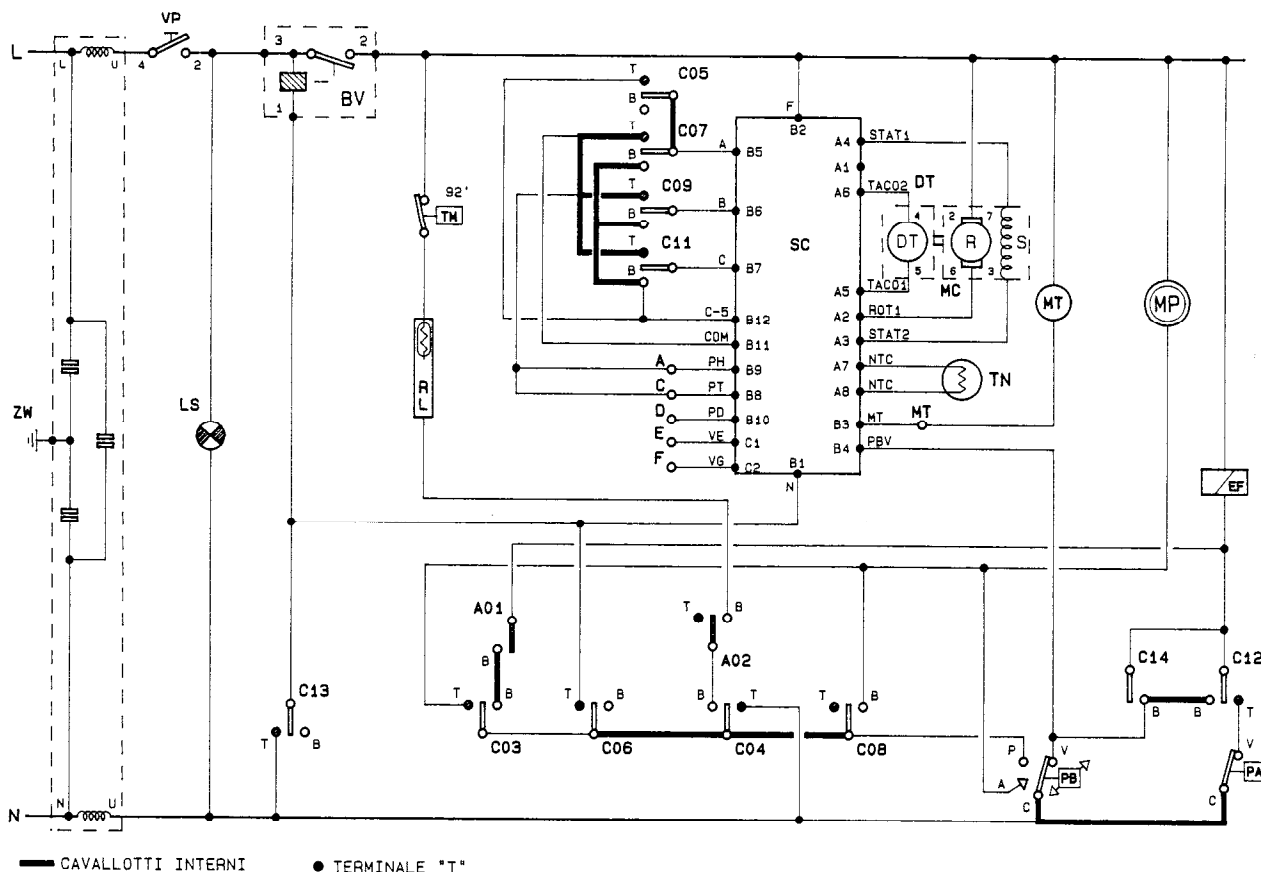 VP
L
4
2
3
2
1
BV
L
U
T
C05
B
T
C07
B
A
B5
F
B2
A4
STAT1
A1
A6
TACO2
DT
T
C09
B
B
B6
92'
TM
T
C11
B
C
B7
SC
4
DT
5
2
7
R
6
3
S
MC
A5
TACO1
A2
ROT1
A3
STAT2
MT
MP
C-5
B12
COM
B11
A
PH
B9
C
PT
B8
D
PD
B10
E
VE
C1
F
VG
C2
B1
N
A7
NTC
A8
NTC
TN
B3
MT
MT
B4
PBV
RL
ZW
LS
EF
A01
B
T
B
C03
T
B
C06
T
B
A02
B
T
C04
T
B
C08
C13
T
B
C14
B
C12
B
T
P
V
A
PB
C
V
PA
C
N
N
U
CAVALLOTTI INTERNI
TERMINALE "T"